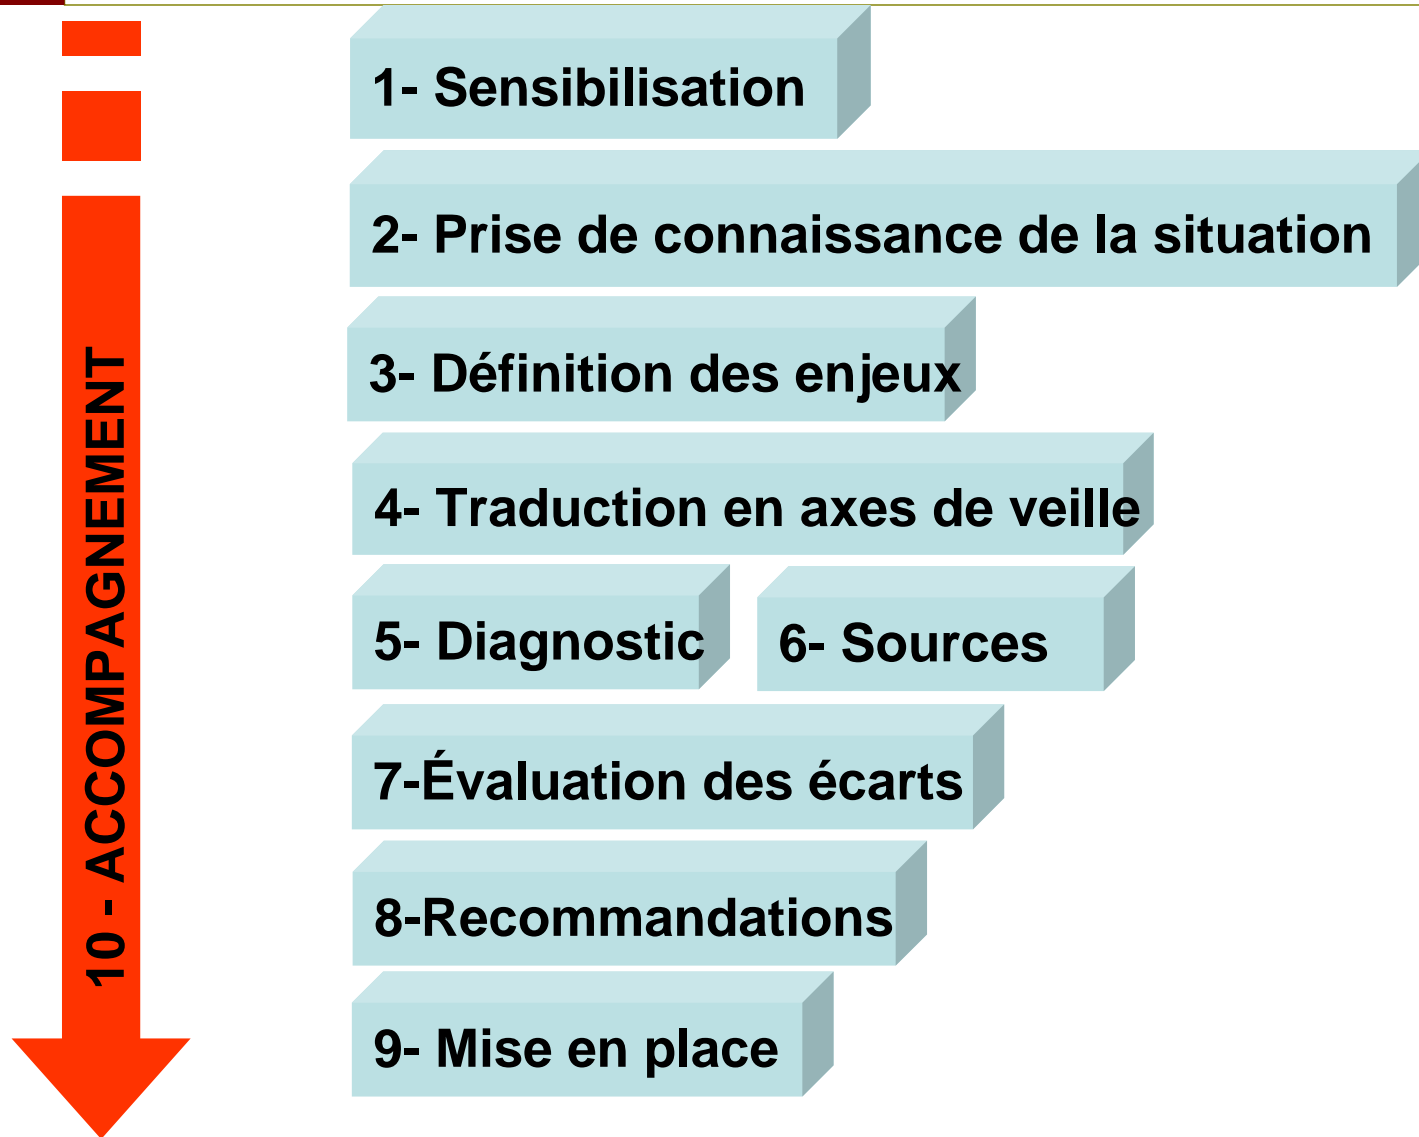 1- Sensibilisation
2- Prise de connaissance de la situation
3- Définition des enjeux
4- Traduction en axes de veille
5- Diagnostic
6- Sources
7-Évaluation des écarts
8-Recommandations
9- Mise en place
10 - ACCOMPAGNEMENT